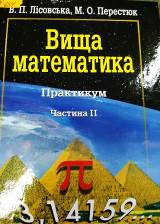 В. П. Лісовська, М. О. Перестюк
Вища
математика
Практикум
Частина II
π
3,14159